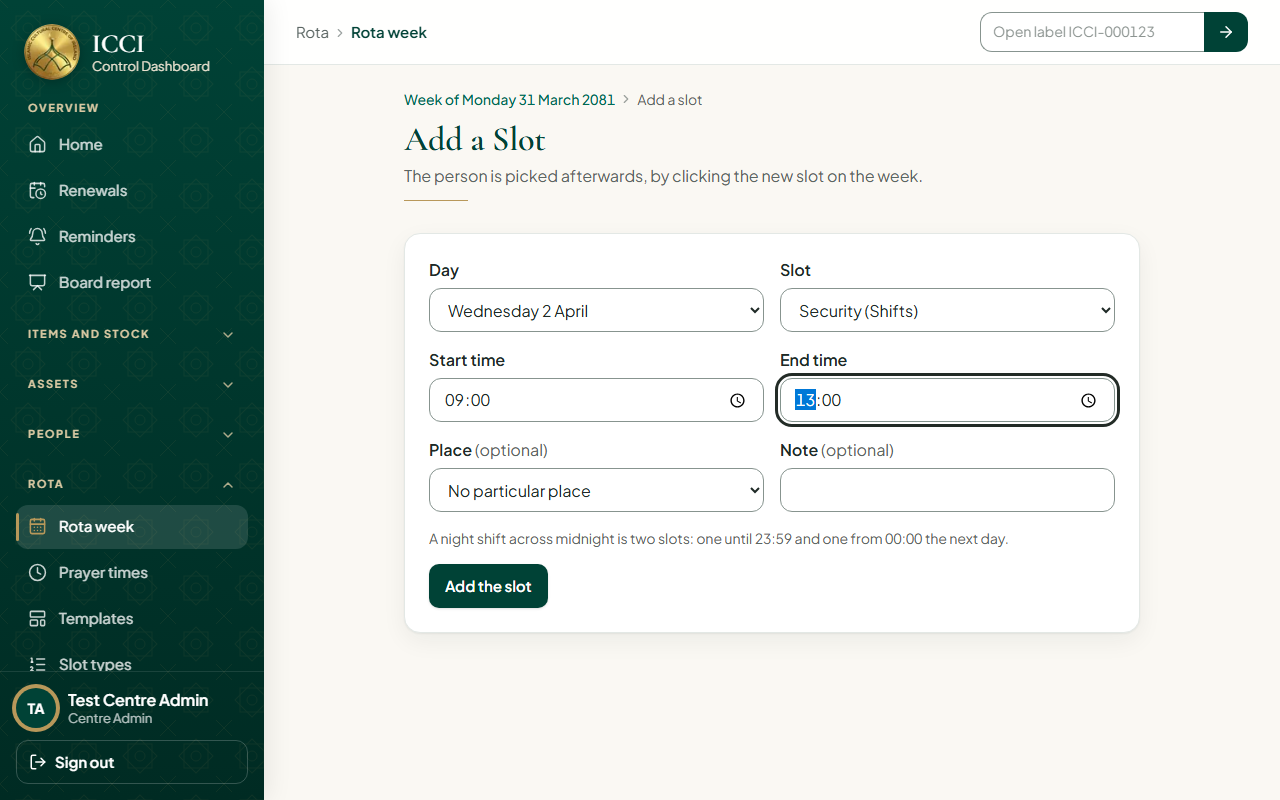 ICCI
Control Dashboard
OVERVIEW
Home
Renewals
Reminders
Board report
ITEMS AND STOCK
ASSETS
PEOPLE
ROTA
Rota week
Prayer times
Templates
Slot types
TA
Test Centre Admin
Centre Admin
Sign out
Rota > Rota week
Open label ICCI-000123
Week of Monday 31 March 2081 > Add a slot
Add a Slot
The person is picked afterwards, by clicking the new slot on the week.
Day
Slot
Wednesday 2 April
Security (Shifts)
Start time
End time
09:00
13:00
Place (optional)
Note (optional)
No particular place
A night shift across midnight is two slots: one until 23:59 and one from 00:00 the next day.
Add the slot